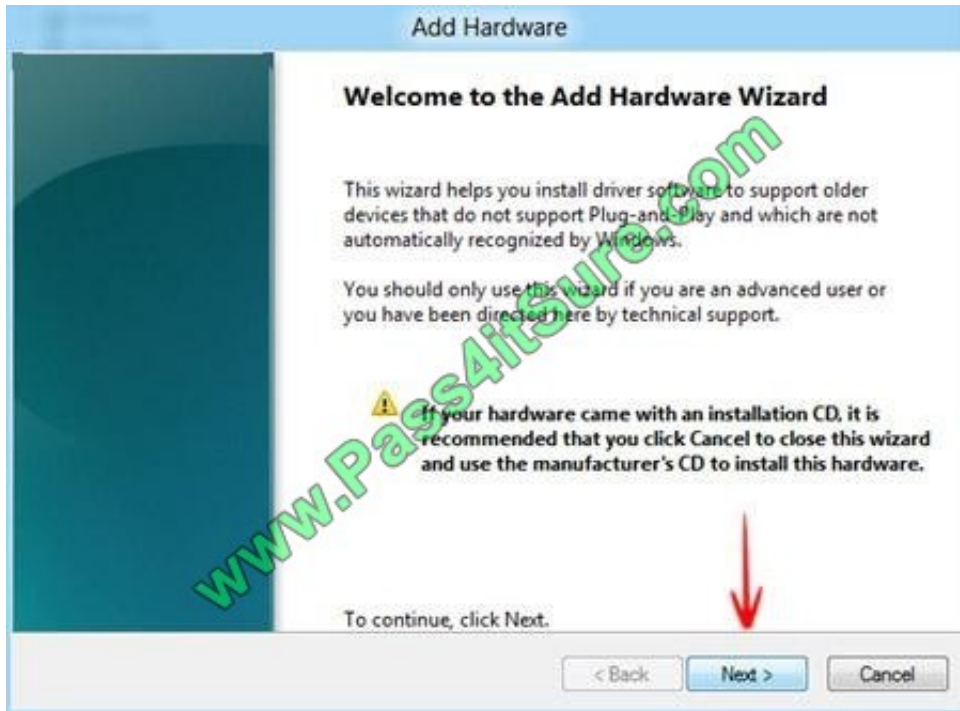 Add Hardware
Welcome to the Add Hardware Wizard
This wizard helps you install driver software to support older
devices that do not support Plug-and-Play and which are not
automatically recognized by Windows.
You should only use this wizard if you are an advanced user or
you have been directed here by technical support.
If your hardware came with an installation CD, it is
recommended that you click Cancel to close this wizard
and use the manufacturer's CD to install this hardware.
www.Pass4itSure.com
To continue, click Next.
< Back
Next >
Cancel